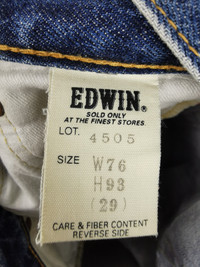 EDWIN®
SOLD ONLY
AT THE FINEST STORES
LOT. 4505
SIZE W76
H93
(29)
CARE & FIBER CONTENT
REVERSE SIDE